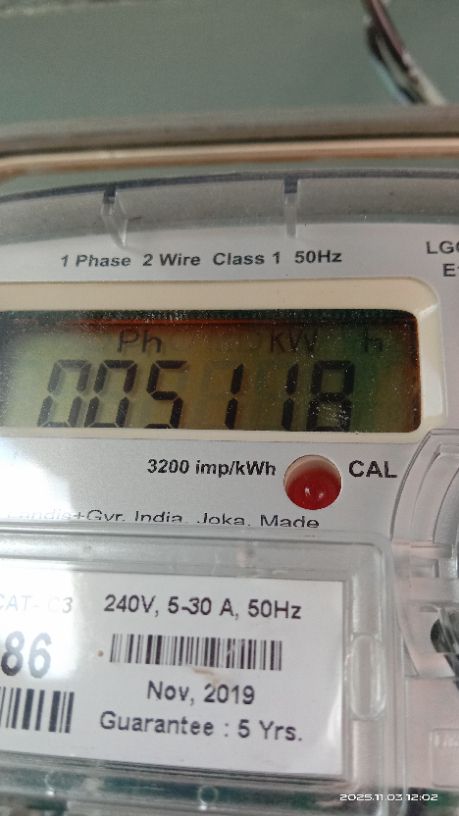 1 Phase 2 Wire Class 1 50Hz
Ph kW h
005118
3200 imp/kWh CAL
Landis+Gyr, India, Joka, Made
CAT- C3 240V, 5-30 A, 50Hz
86
Nov, 2019
Guarantee : 5 Yrs.
2025.11.03 12:02